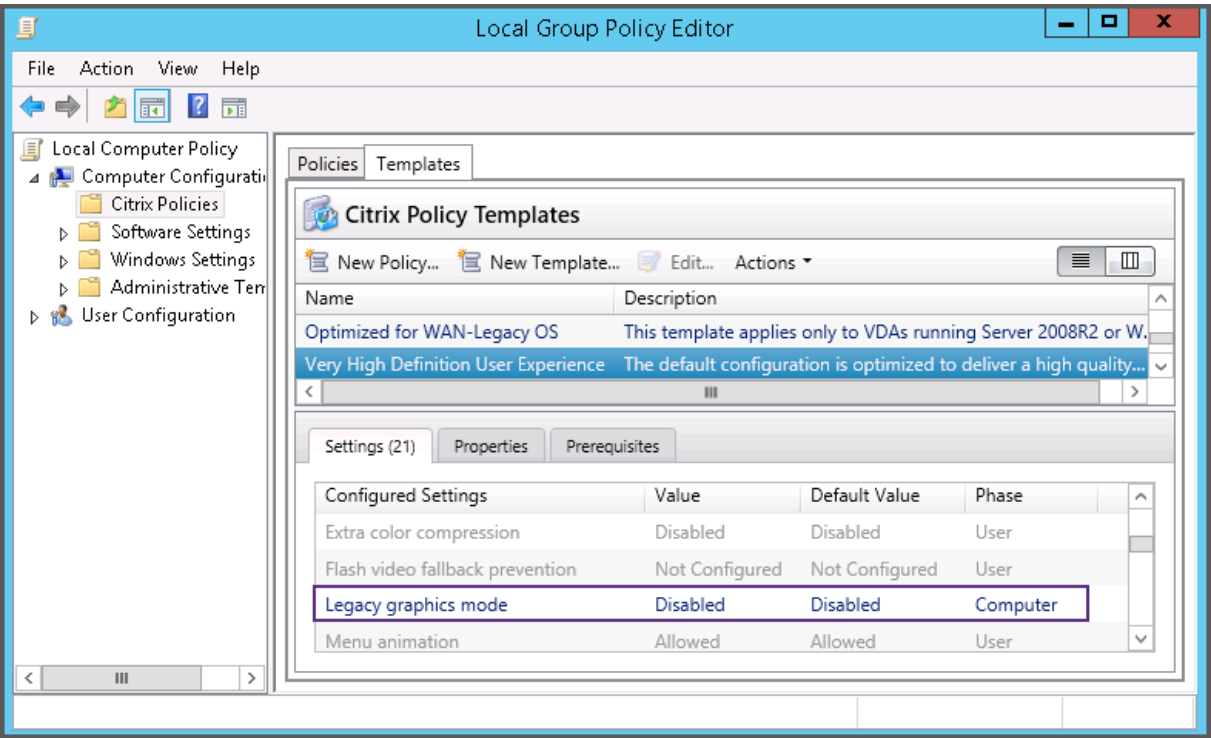 Local Group Policy Editor
File Action View Help
Local Computer Policy
Computer Configurati
Citrix Policies
Software Settings
Windows Settings
Administrative Tem
User Configuration
Policies Templates
Citrix Policy Templates
New Policy... New Template... Edit... Actions
Name Description
Optimized for WAN-Legacy OS This template applies only to VDAs running Server 2008R2 or W.
Very High Definition User Experience The default configuration is optimized to deliver a high quality...
Settings (21) Properties Prerequisites
Configured Settings Value Default Value Phase
Extra color compression Disabled Disabled User
Flash video fallback prevention Not Configured Not Configured User
Legacy graphics mode Disabled Disabled Computer
Menu animation Allowed Allowed User